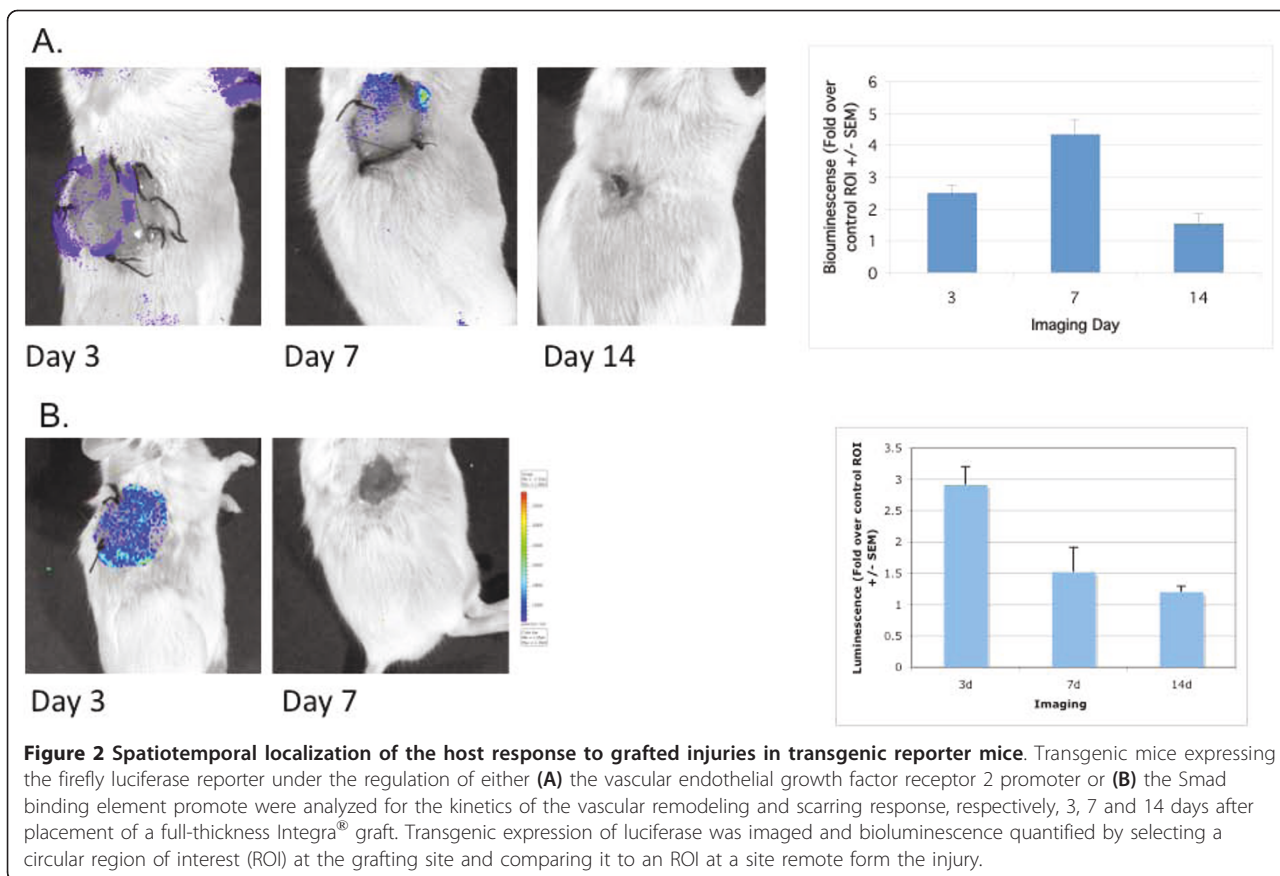 A.
Day 3
Day 7
Day 14
Biouminescense (Fold over
control ROI +/- SEM)
6
5
4
3
2
1
0
3
7
14
Imaging Day
B.
Day 3
Day 7
Luminescence (Fold over control ROI
+/- SEM)
3.5
3
2.5
2
1.5
1
0.5
0
3d
7d
14d
Imaging
Figure 2 Spatiotemporal localization of the host response to grafted injuries in transgenic reporter mice. Transgenic mice expressing
the firefly luciferase reporter under the regulation of either (A) the vascular endothelial growth factor receptor 2 promoter or (B) the Smad
binding element promote were analyzed for the kinetics of the vascular remodeling and scarring response, respectively, 3, 7 and 14 days after
placement of a full-thickness Integra® graft. Transgenic expression of luciferase was imaged and bioluminescence quantified by selecting a
circular region of interest (ROI) at the grafting site and comparing it to an ROI at a site remote form the injury.